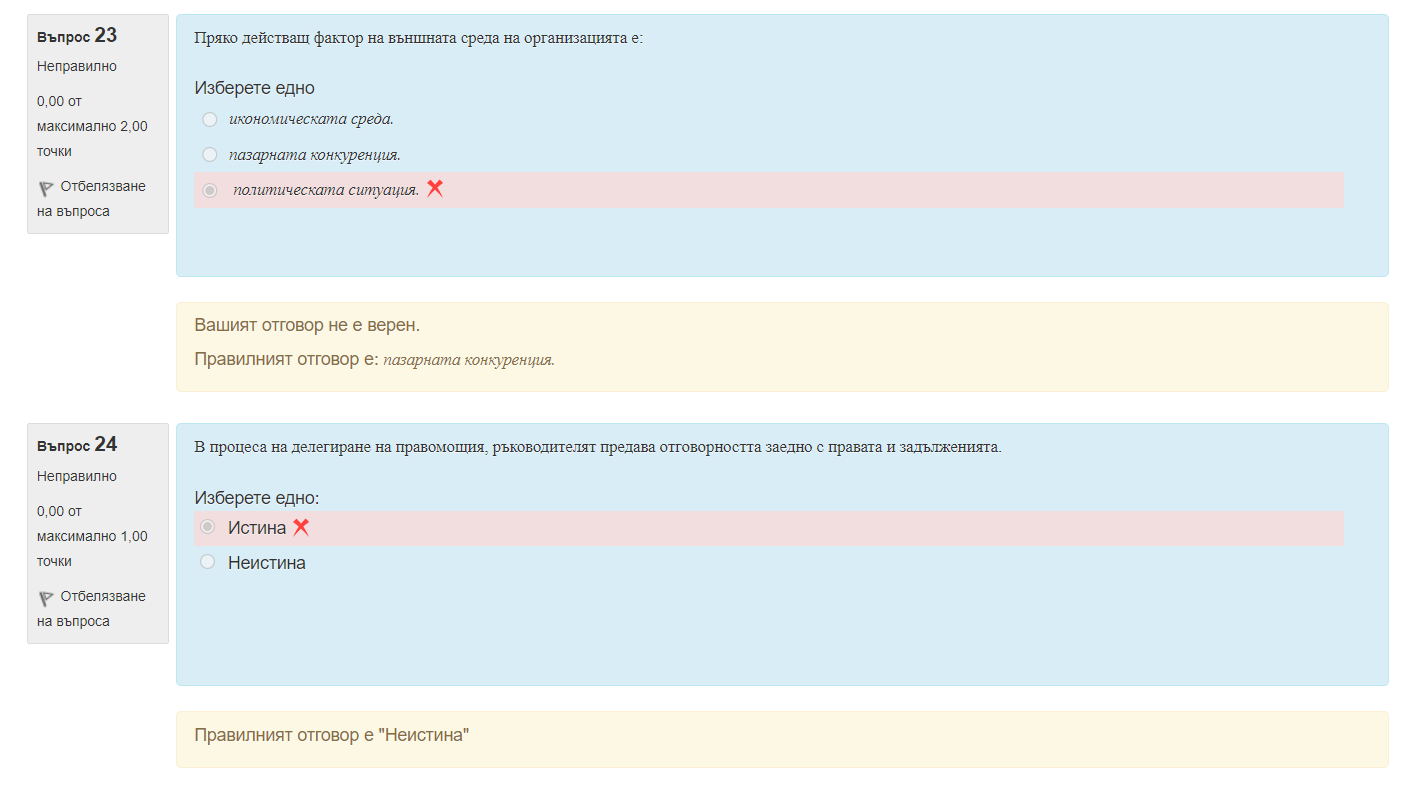 Въпрос 23
Неправилно
0,00 от
максимално 2,00
точки
Отбелязване
на въпроса
Пряко действащ фактор на външната среда на организацията е:
Изберете едно
икономическата среда.
пазарната конкуренция.
политическата ситуация.
Вашият отговор не е верен.
Правилният отговор е: пазарната конкуренция.
Въпрос 24
Неправилно
0,00 от
максимално 1,00
точки
Отбелязване
на въпроса
В процеса на делегиране на правомощия, ръководителят предава отговорността заедно с правата и задълженията.
Изберете едно:
Истина
Неистина
Правилният отговор е "Неистина"